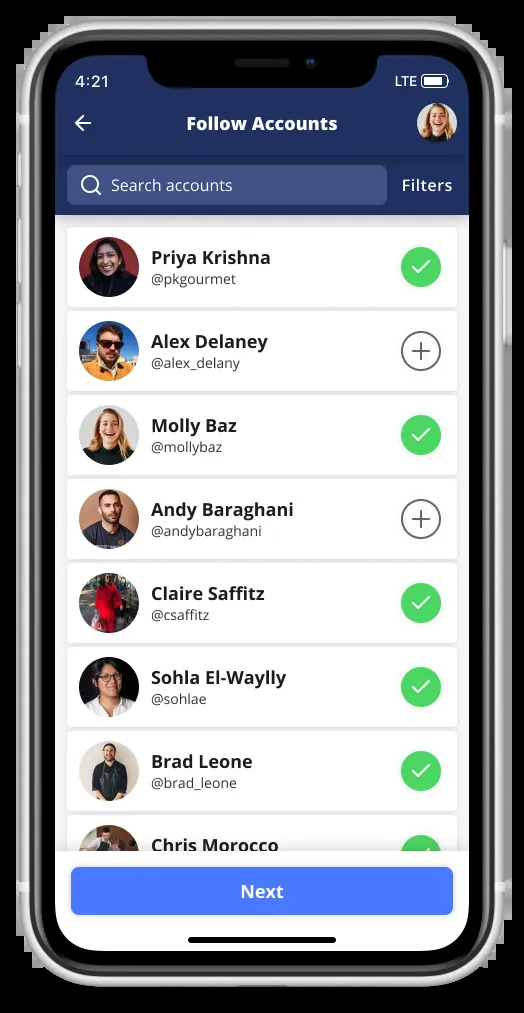 4:21
LTE
Follow Accounts
Search accounts
Filters
Priya Krishna
@pkgourmet
Alex Delaney
@alex_delany
Molly Baz
@mollybaz
Andy Baraghani
@andybaraghani
Claire Saffitz
@csaffitz
Sohla El-Waylly
@sohlae
Brad Leone
@brad_leone
Chris Morocco
Next